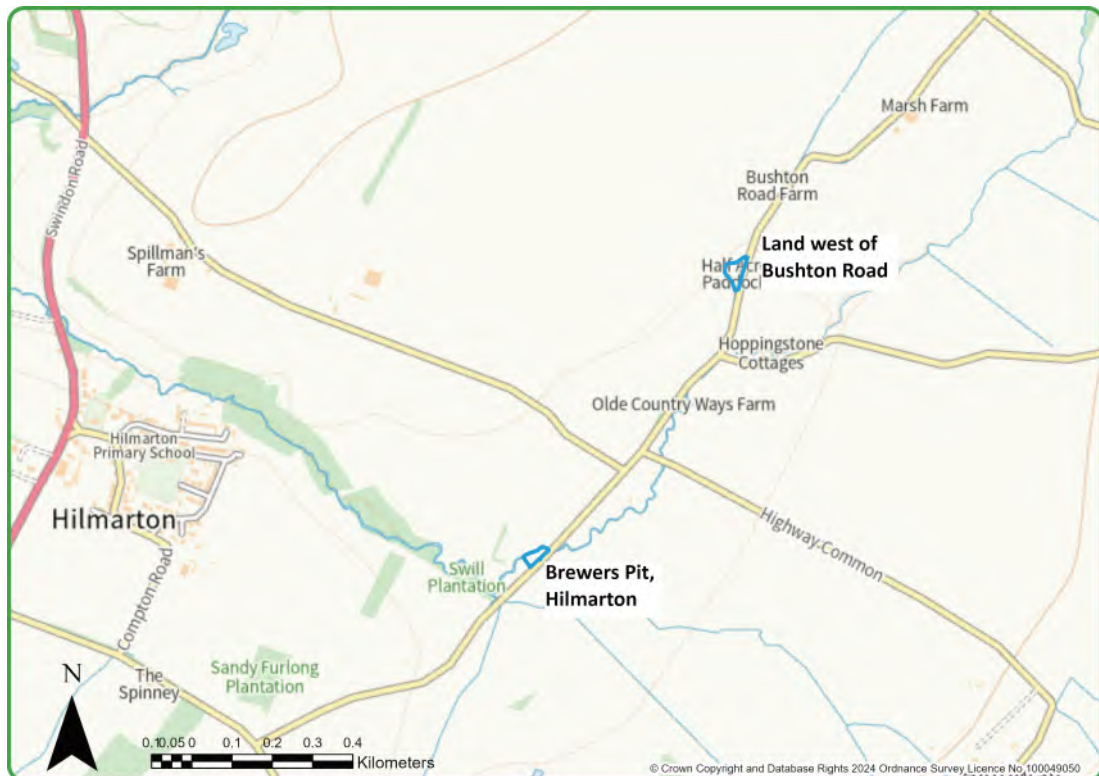 Swindon Road
Marsh Farm
Bushton
Road Farm
Land west of
Bushton Road
Half Acr
Paddocl
Spillman's
Farm
Hoppingstone
Cottages
Olde Country Ways Farm
Hilmarton
Primary School
Hilmarton
Highway Common
Swill
Plantation
Brewers Pit,
Hilmarton
Compton Road
The
Spinney
Sandy Furlong
Plantation
N
0.1 0.05 0 0.1 0.2 0.3 0.4
Kilometers
© Crown Copyright and Database Rights 2024 Ordnance Survey Licence No 100049050